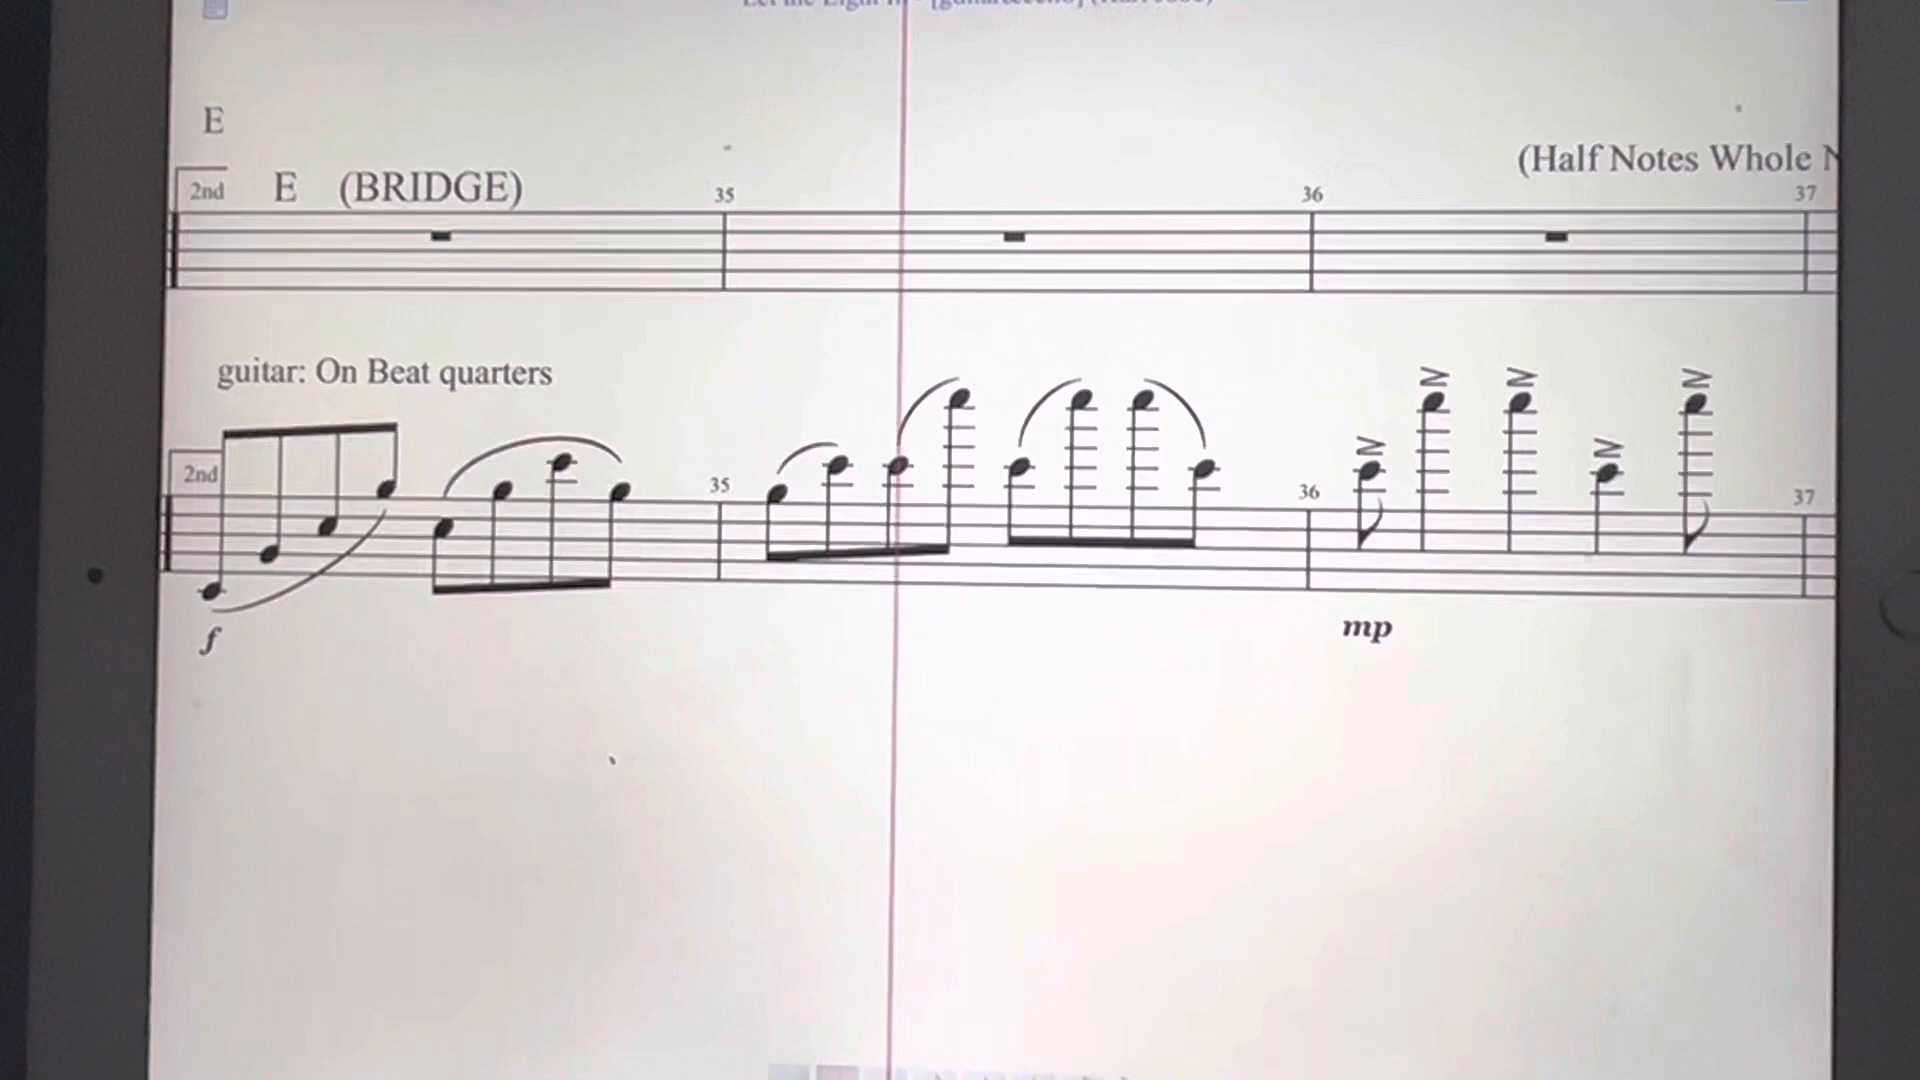 E
2nd E (BRIDGE) 35 36 37
(Half Notes Whole
guitar: On Beat quarters
2nd 35 36 37
f mp